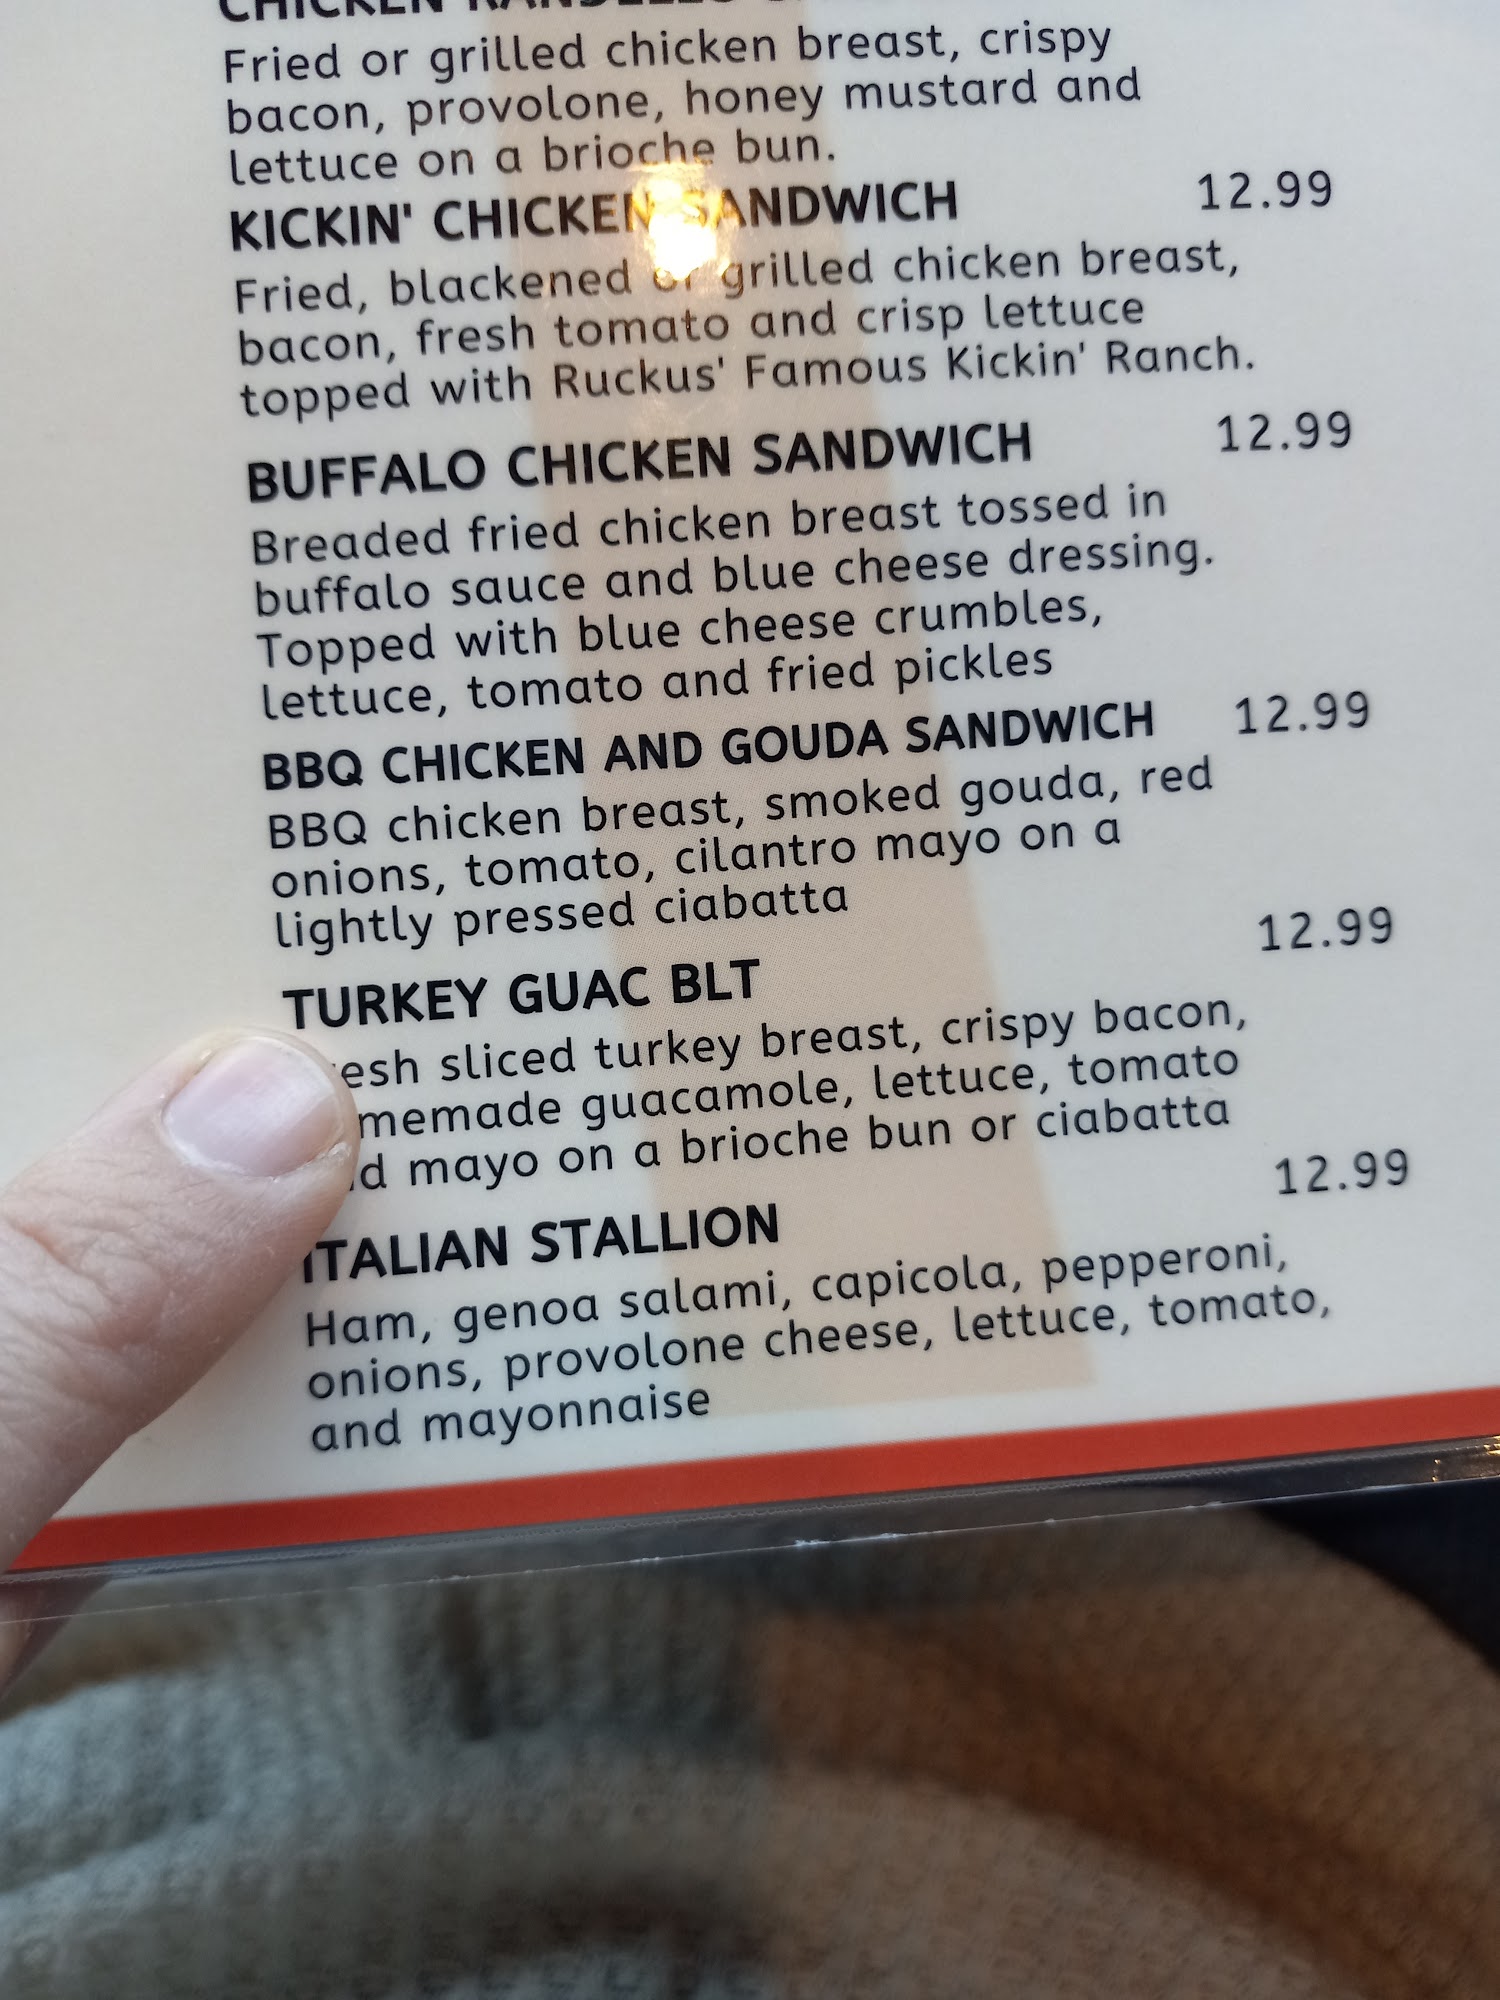 CHICKEN
Fried or grilled chicken breast, crispy
bacon, provolone, honey mustard and
lettuce on a brioche bun.
KICKIN' CHICKEN SANDWICH 12.99
Fried, blackened or grilled chicken breast,
bacon, fresh tomato and crisp lettuce
topped with Ruckus' Famous Kickin' Ranch.
BUFFALO CHICKEN SANDWICH 12.99
Breaded fried chicken breast tossed in
buffalo sauce and blue cheese dressing.
Topped with blue cheese crumbles,
lettuce, tomato and fried pickles
BBQ CHICKEN AND GOUDA SANDWICH 12.99
BBQ chicken breast, smoked gouda, red
onions, tomato, cilantro mayo on a
lightly pressed ciabatta
TURKEY GUAC BLT 12.99
esh sliced turkey breast, crispy bacon,
memade guacamole, lettuce, tomato
d mayo on a brioche bun or ciabatta
ITALIAN STALLION 12.99
Ham, genoa salami, capicola, pepperoni,
onions, provolone cheese, lettuce, tomato,
and mayonnaise